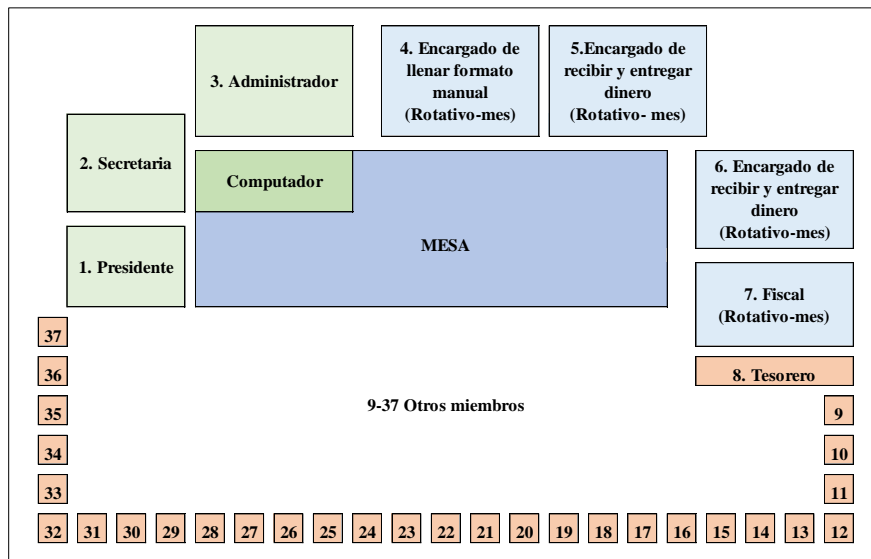 3. Administrador
4. Encargado de
llenar formato
manual
(Rotativo-mes)
5.Encargado de
recibir y entregar
dinero
(Rotativo- mes)
2. Secretaria
Computador
6. Encargado de
recibir y entregar
dinero
(Rotativo-mes)
MESA
1. Presidente
7. Fiscal
(Rotativo-mes)
37
36
8. Tesorero
35
9-37 Otros miembros
9
34
10
33
11
32 31 30 29 28 27 26 25 24 23 22 21 20 19 18 17 16 15 14 13 12